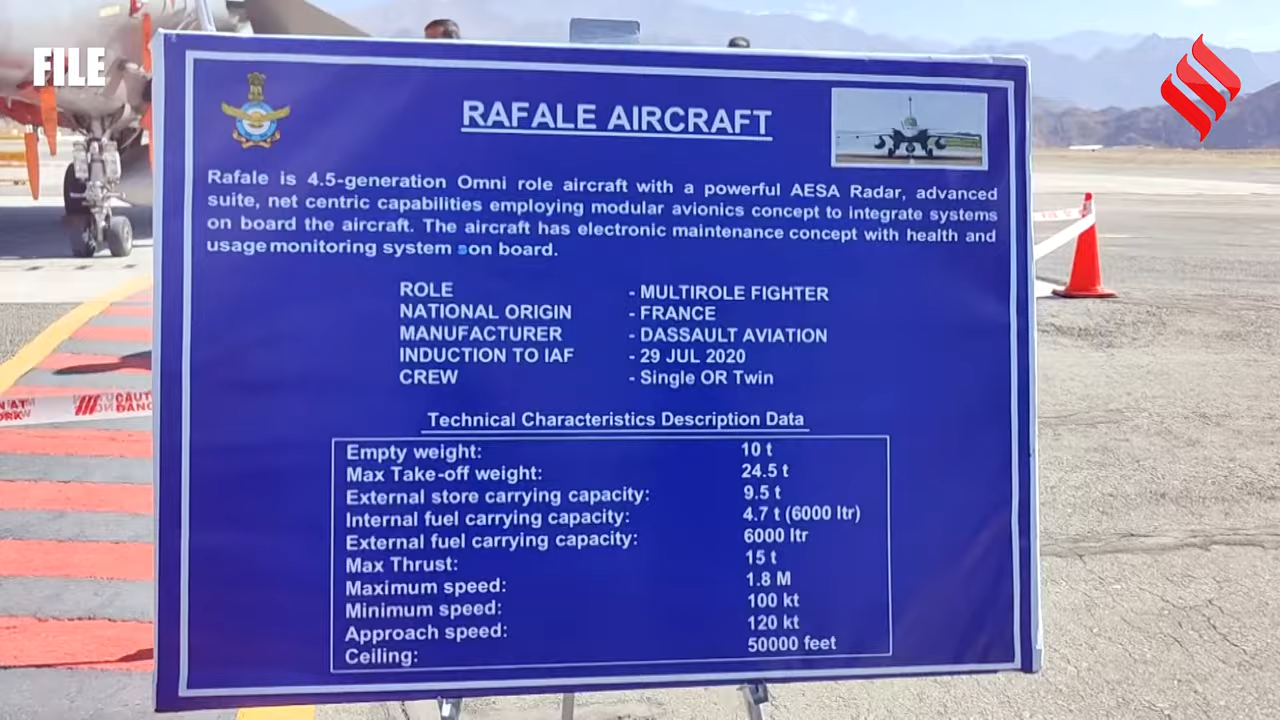 FILE
RAFALE AIRCRAFT
Rafale is 4.5-generation Omni role aircraft with a powerful AESA Radar, advanced
suite, net centric capabilities employing modular avionics concept to integrate systems
on board the aircraft. The aircraft has electronic maintenance concept with health and
usage monitoring system son board.
ROLE - MULTIROLE FIGHTER
NATIONAL ORIGIN - FRANCE
MANUFACTURER - DASSAULT AVIATION
INDUCTION TO IAF - 29 JUL 2020
CREW - Single OR Twin
Technical Characteristics Description Data
Empty weight: 10 t
Max Take-off weight: 24.5 t
External store carrying capacity: 9.5 t
Internal fuel carrying capacity: 4.7 t (6000 ltr)
External fuel carrying capacity: 6000 ltr
Max Thrust: 15 t
Maximum speed: 1.8 M
Minimum speed: 100 kt
Approach speed: 120 kt
Ceiling: 50000 feet